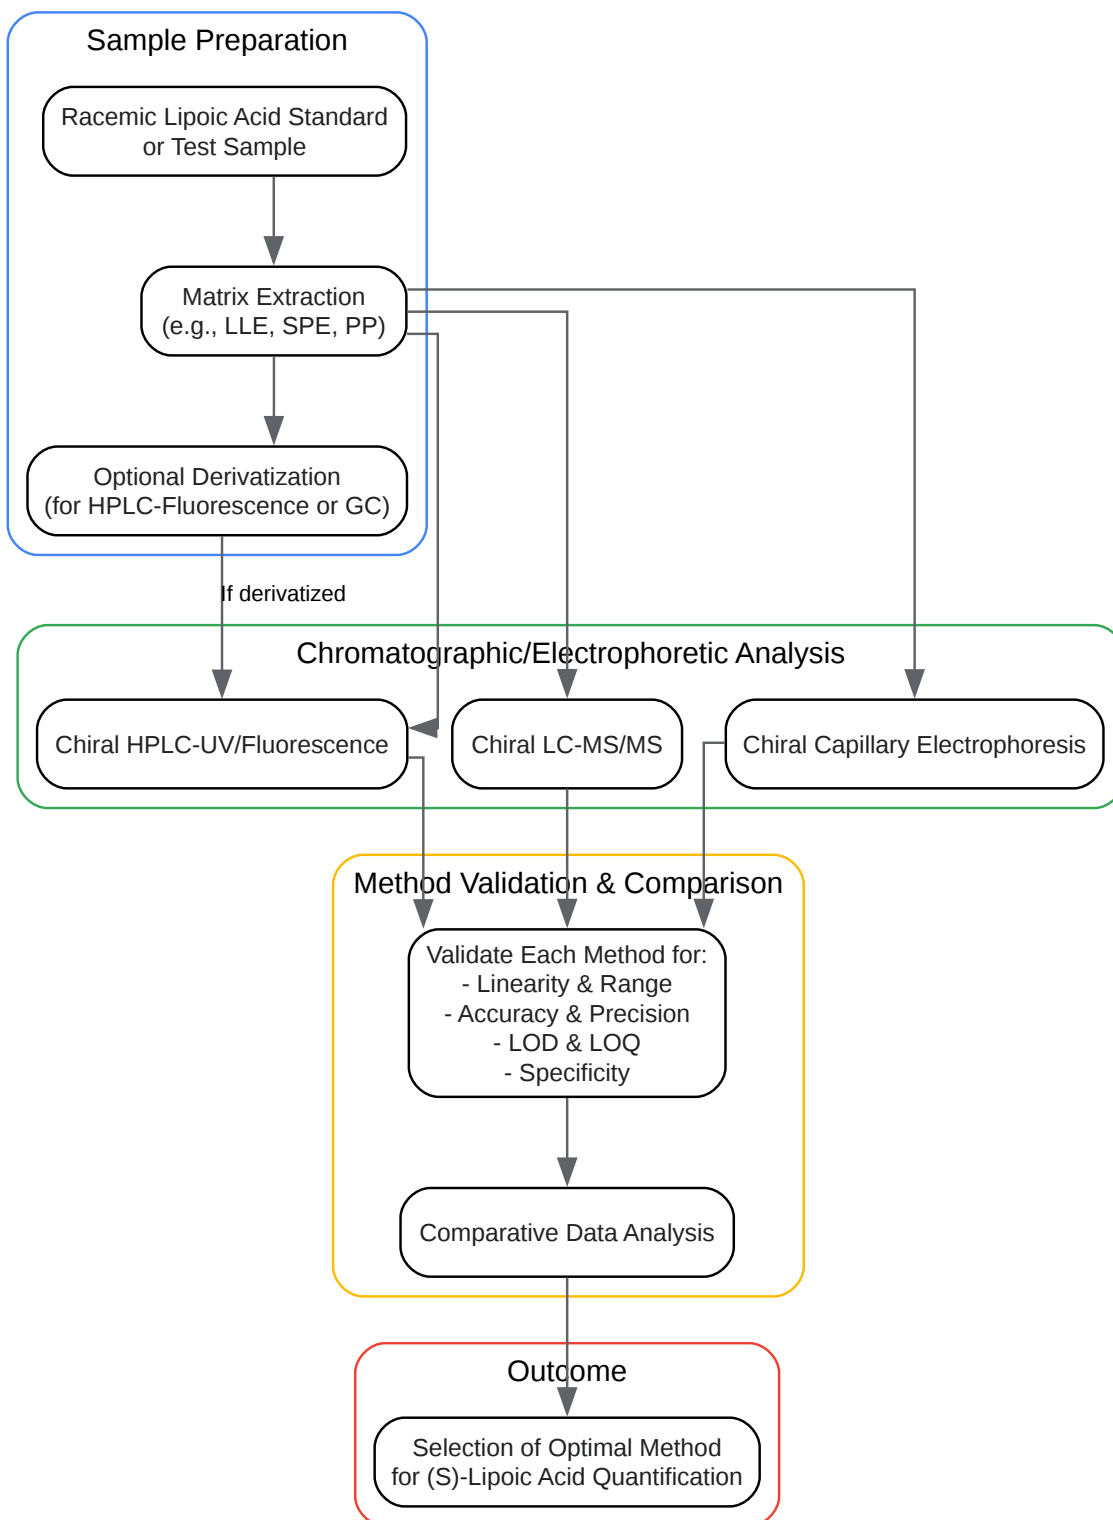 Sample Preparation
Racemic Lipoic Acid Standard
or Test Sample
Matrix Extraction
(e.g., LLE, SPE, PP)
Optional Derivatization
(for HPLC-Fluorescence or GC)
If derivatized
Chromatographic/Electrophoretic Analysis
Chiral HPLC-UV/Fluorescence
Chiral LC-MS/MS
Chiral Capillary Electrophoresis
Method Validation & Comparison
Validate Each Method for:
- Linearity & Range
- Accuracy & Precision
- LOD & LOQ
- Specificity
Comparative Data Analysis
Outcome
Selection of Optimal Method
for (S)-Lipoic Acid Quantification